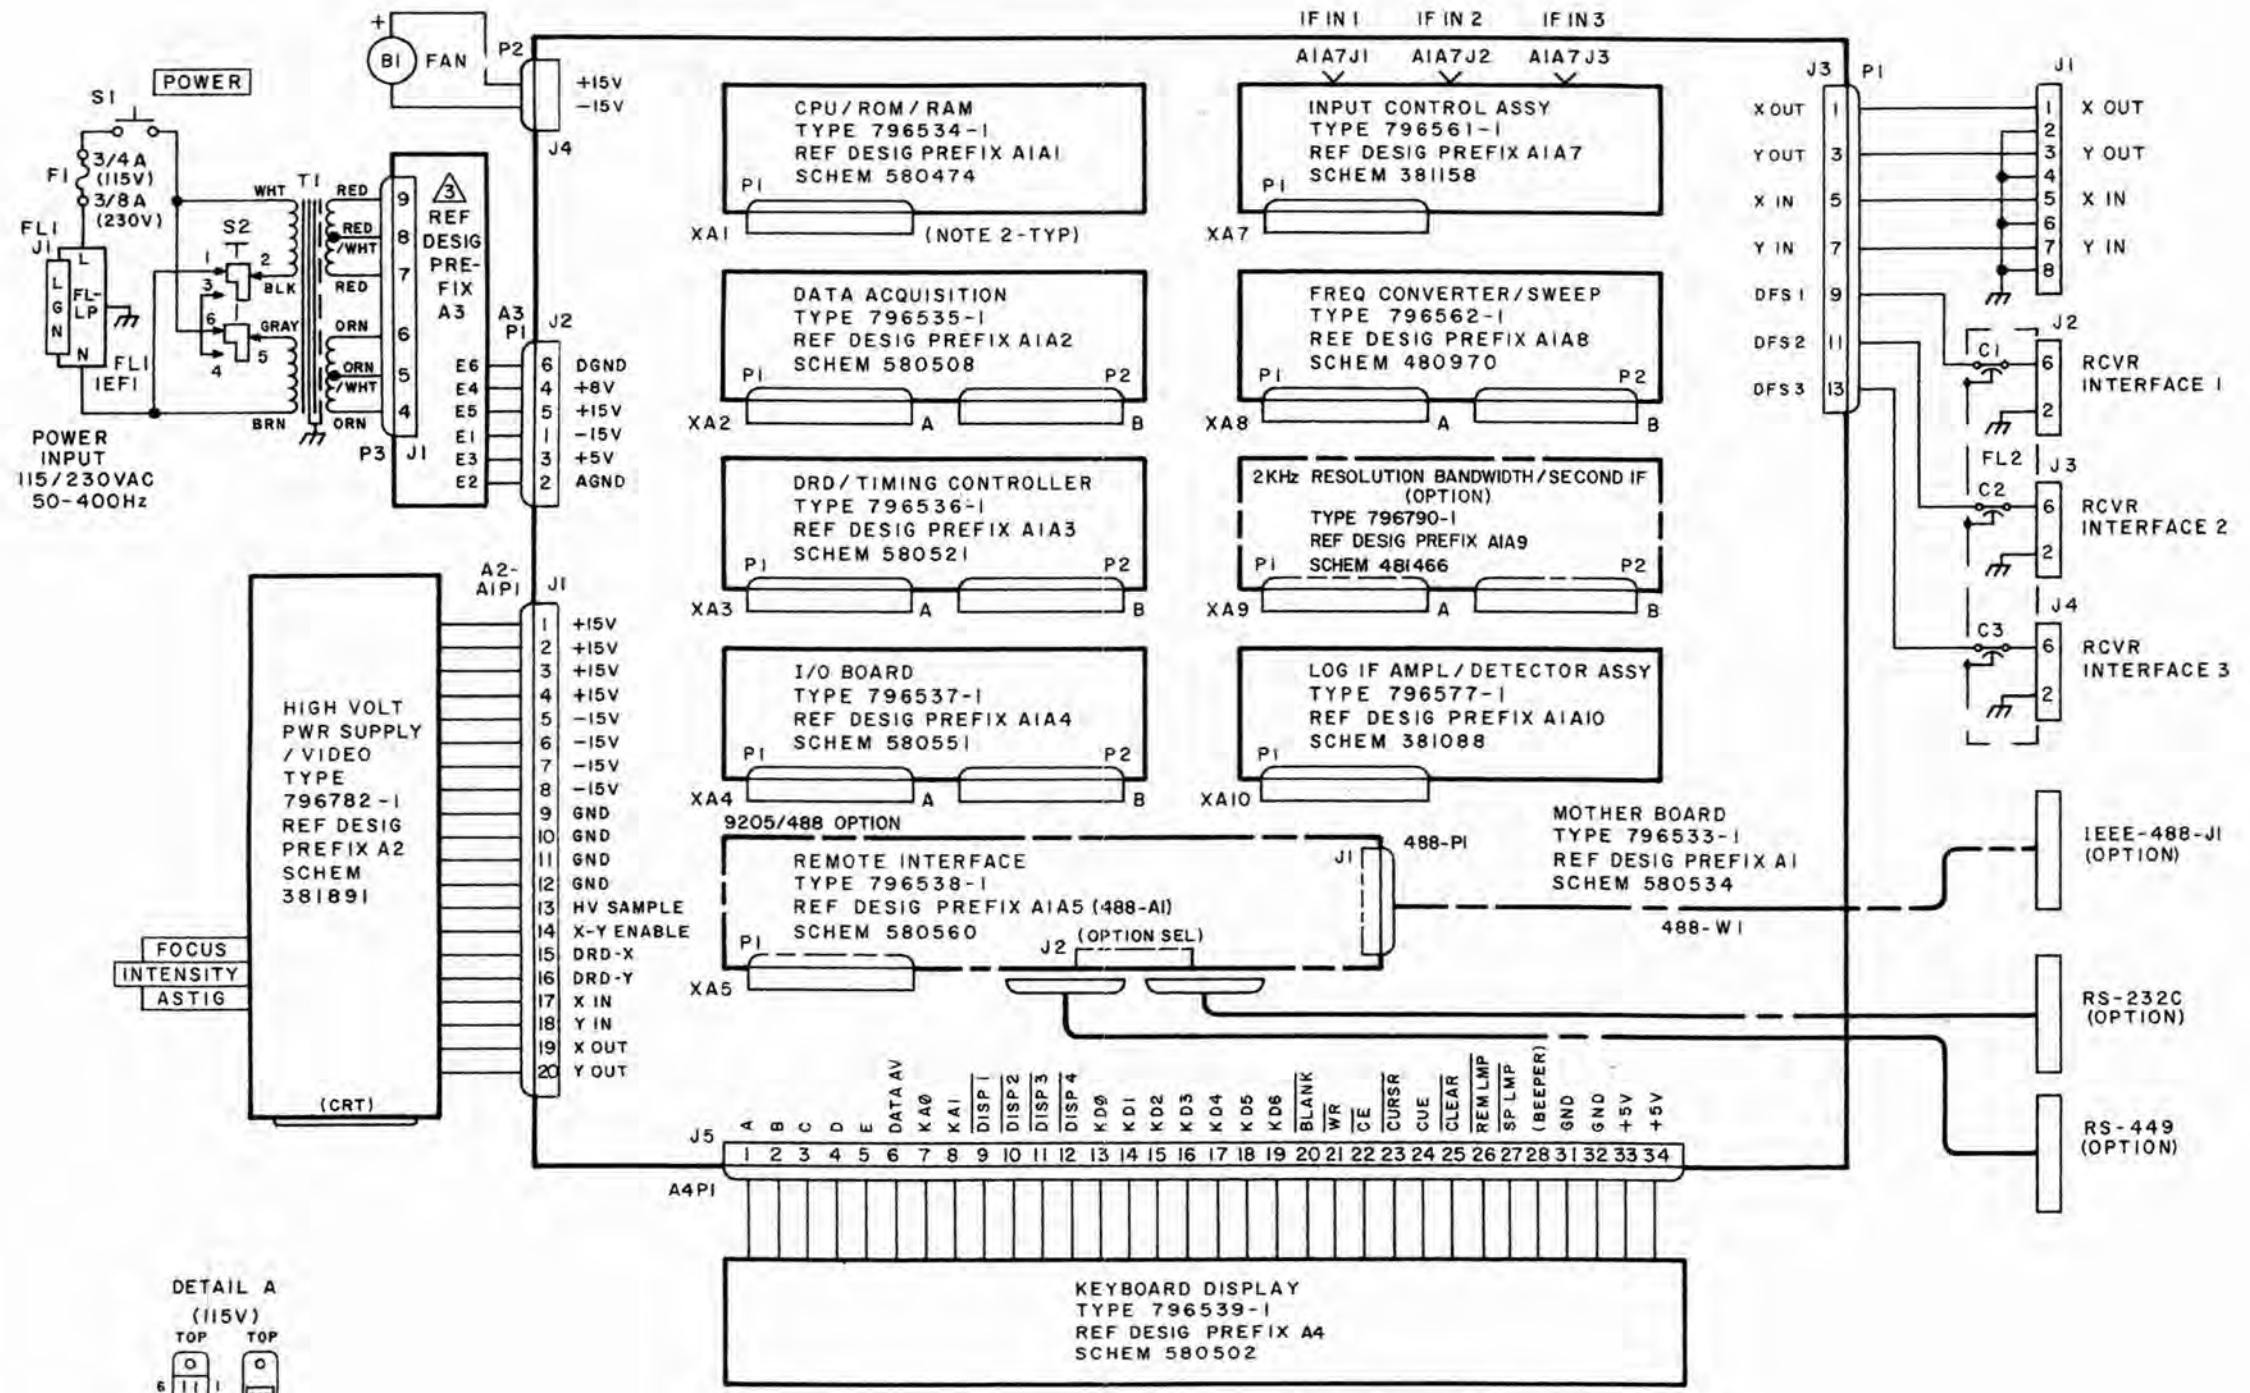 POWER
S1
F1
3/4 A
(115V)
3/8 A
(230V)
FL1
J1
L
G
N
L
FL-
LP
N
FL1
1EF1
POWER
INPUT
115/230VAC
50-400Hz
S2
1
2
3
6
5
4
WHT
BLK
GRAY
BRN
T1
RED
RED
/WHT
RED
ORN
ORN
/WHT
ORN
9
8
7
6
5
4
P3
J1
+
B1
FAN
P2
+15V
-15V
J4
3
REF
DESIG
PRE-
FIX
A3
A3
P1
J2
E6 6 DGND
E4 4 +8V
E5 5 +15V
E1 1 -15V
E3 3 +5V
E2 2 AGND
HIGH VOLT
PWR SUPPLY
/ VIDEO
TYPE
796782-1
REF DESIG
PREFIX A2
SCHEM
381891
(CRT)
FOCUS
INTENSITY
ASTIG
A2-
A1P1
J1
1 +15V
2 +15V
3 +15V
4 +15V
5 -15V
6 -15V
7 -15V
8 -15V
9 GND
10 GND
11 GND
12 GND
13 HV SAMPLE
14 X-Y ENABLE
15 DRD-X
16 DRD-Y
17 X IN
18 Y IN
19 X OUT
20 Y OUT
CPU/ROM/RAM
TYPE 796534-1
REF DESIG PREFIX A1A1
SCHEM 580474
P1
XA1
(NOTE 2-TYP)
DATA ACQUISITION
TYPE 796535-1
REF DESIG PREFIX A1A2
SCHEM 580508
P1
P2
XA2
A
B
DRD/TIMING CONTROLLER
TYPE 796536-1
REF DESIG PREFIX A1A3
SCHEM 580521
P1
P2
XA3
A
B
I/O BOARD
TYPE 796537-1
REF DESIG PREFIX A1A4
SCHEM 580551
P1
P2
XA4
A
B
9205/488 OPTION
REMOTE INTERFACE
TYPE 796538-1
REF DESIG PREFIX A1A5 (488-A1)
SCHEM 580560
P1
J2
(OPTION SEL)
XA5
J1
488-P1
488-W1
IF IN 1 IF IN 2 IF IN 3
A1A7J1 A1A7J2 A1A7J3
INPUT CONTROL ASSY
TYPE 796561-1
REF DESIG PREFIX A1A7
SCHEM 381158
P1
XA7
FREQ CONVERTER/SWEEP
TYPE 796562-1
REF DESIG PREFIX A1A8
SCHEM 480970
P1
P2
XA8
A
B
2KHz RESOLUTION BANDWIDTH/SECOND IF
(OPTION)
TYPE 796790-1
REF DESIG PREFIX A1A9
SCHEM 481466
P1
P2
XA9
A
B
LOG IF AMPL/DETECTOR ASSY
TYPE 796577-1
REF DESIG PREFIX A1A10
SCHEM 381088
P1
XA10
MOTHER BOARD
TYPE 796533-1
REF DESIG PREFIX A1
SCHEM 580534
J3
P1
X OUT 1
Y OUT 3
X IN 5
Y IN 7
DFS 1 9
DFS 2 11
DFS 3 13
J1
1 X OUT
2
3 Y OUT
4
5 X IN
6
7 Y IN
8
J2
C1
6
2
RCVR
INTERFACE 1
FL2
J3
C2
6
2
RCVR
INTERFACE 2
J4
C3
6
2
RCVR
INTERFACE 3
IEEE-488-J1
(OPTION)
RS-232C
(OPTION)
RS-449
(OPTION)
J5
A
B
C
D
E
DATA AV
KAØ
KA1
DISP 1
DISP 2
DISP 3
DISP 4
KDØ
KD1
KD2
KD3
KD4
KD5
KD6
BLANK
WR
CE
CURSR
CUE
CLEAR
REMLMP
SPLMP
(BEEPER)
GND
GND
+5V
+5V
1 2 3 4 5 6 7 8 9 10 11 12 13 14 15 16 17 18 19 20 21 22 23 24 25 26 27 28 31 32 33 34
A4P1
KEYBOARD DISPLAY
TYPE 796539-1
REF DESIG PREFIX A4
SCHEM 580502
DETAIL A
(115V)
TOP TOP
6 1